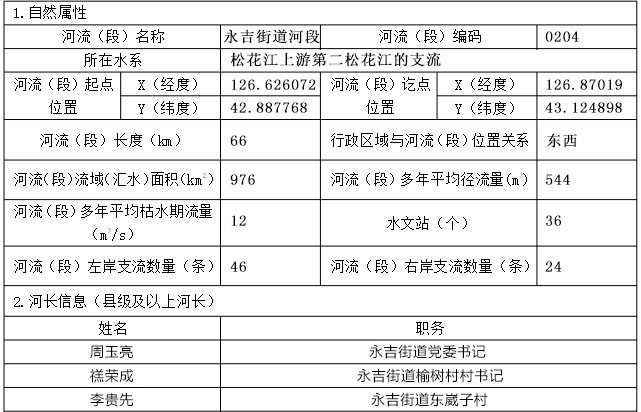 1.自然属性
河流（段）名称 永吉街道河段 河流（段）编码 0204
所在水系 松花江上游第二松花江的支流
河流（段）起点位置 X（经度） 126.626072 河流（段）讫点位置 X（经度） 126.87019
Y（纬度） 42.887768 Y（纬度） 43.124898
河流（段）长度（km） 66 行政区域与河流（段）位置关系 东西
河流(段)流域(汇水)面积(km²) 976 河流（段）多年平均径流量(m³) 544
河流（段）多年平均枯水期流量（m³/s） 12 水文站（个） 36
河流（段）左岸支流数量（条） 46 河流（段）右岸支流数量（条） 24
2.河长信息（县级及以上河长）
姓名 职务
周玉亮 永吉街道党委书记
禚荣成 永吉街道榆树村村书记
李贵先 永吉街道东崴子村